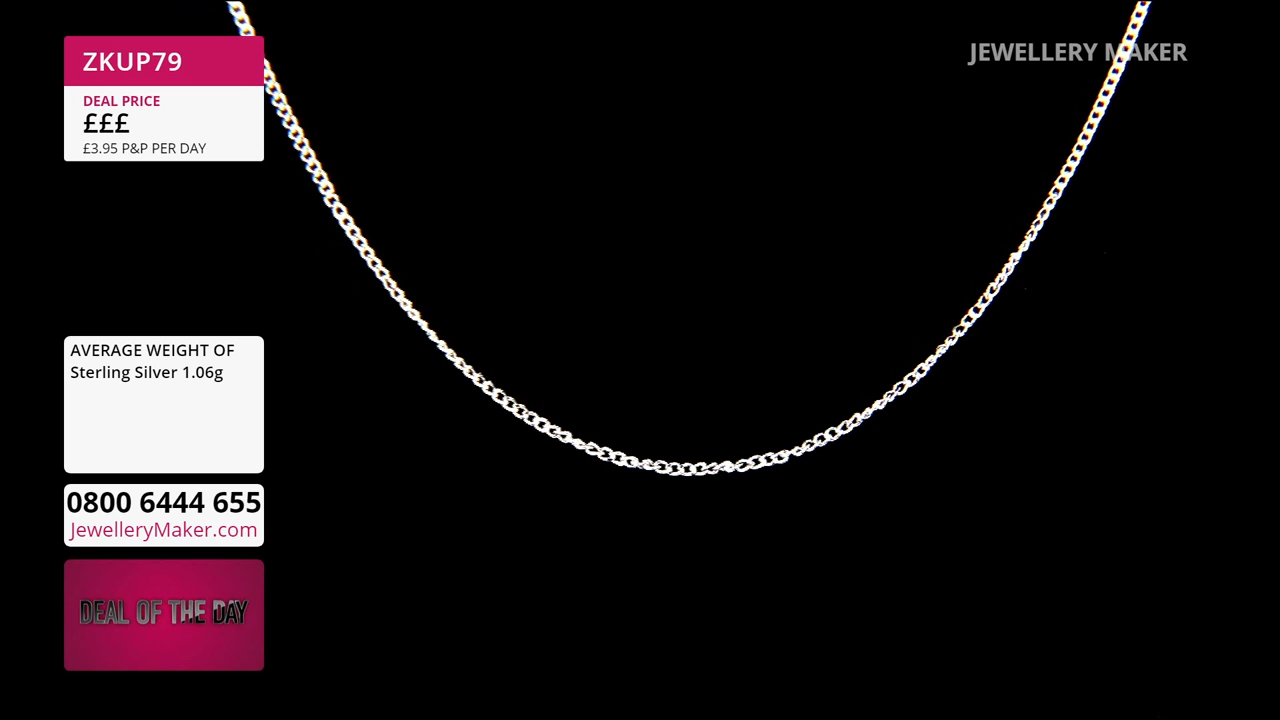 ZKUP79
DEAL PRICE
£££
£3.95 P&P PER DAY
JEWELLERY MAKER
AVERAGE WEIGHT OF
Sterling Silver 1.06g
0800 6444 655
JewelleryMaker.com
DEAL OF THE DAY